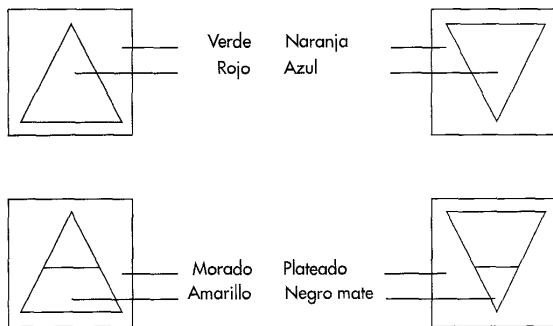 Verde Naranja
Rojo Azul
Morado Plateado
Amarillo Negro mate